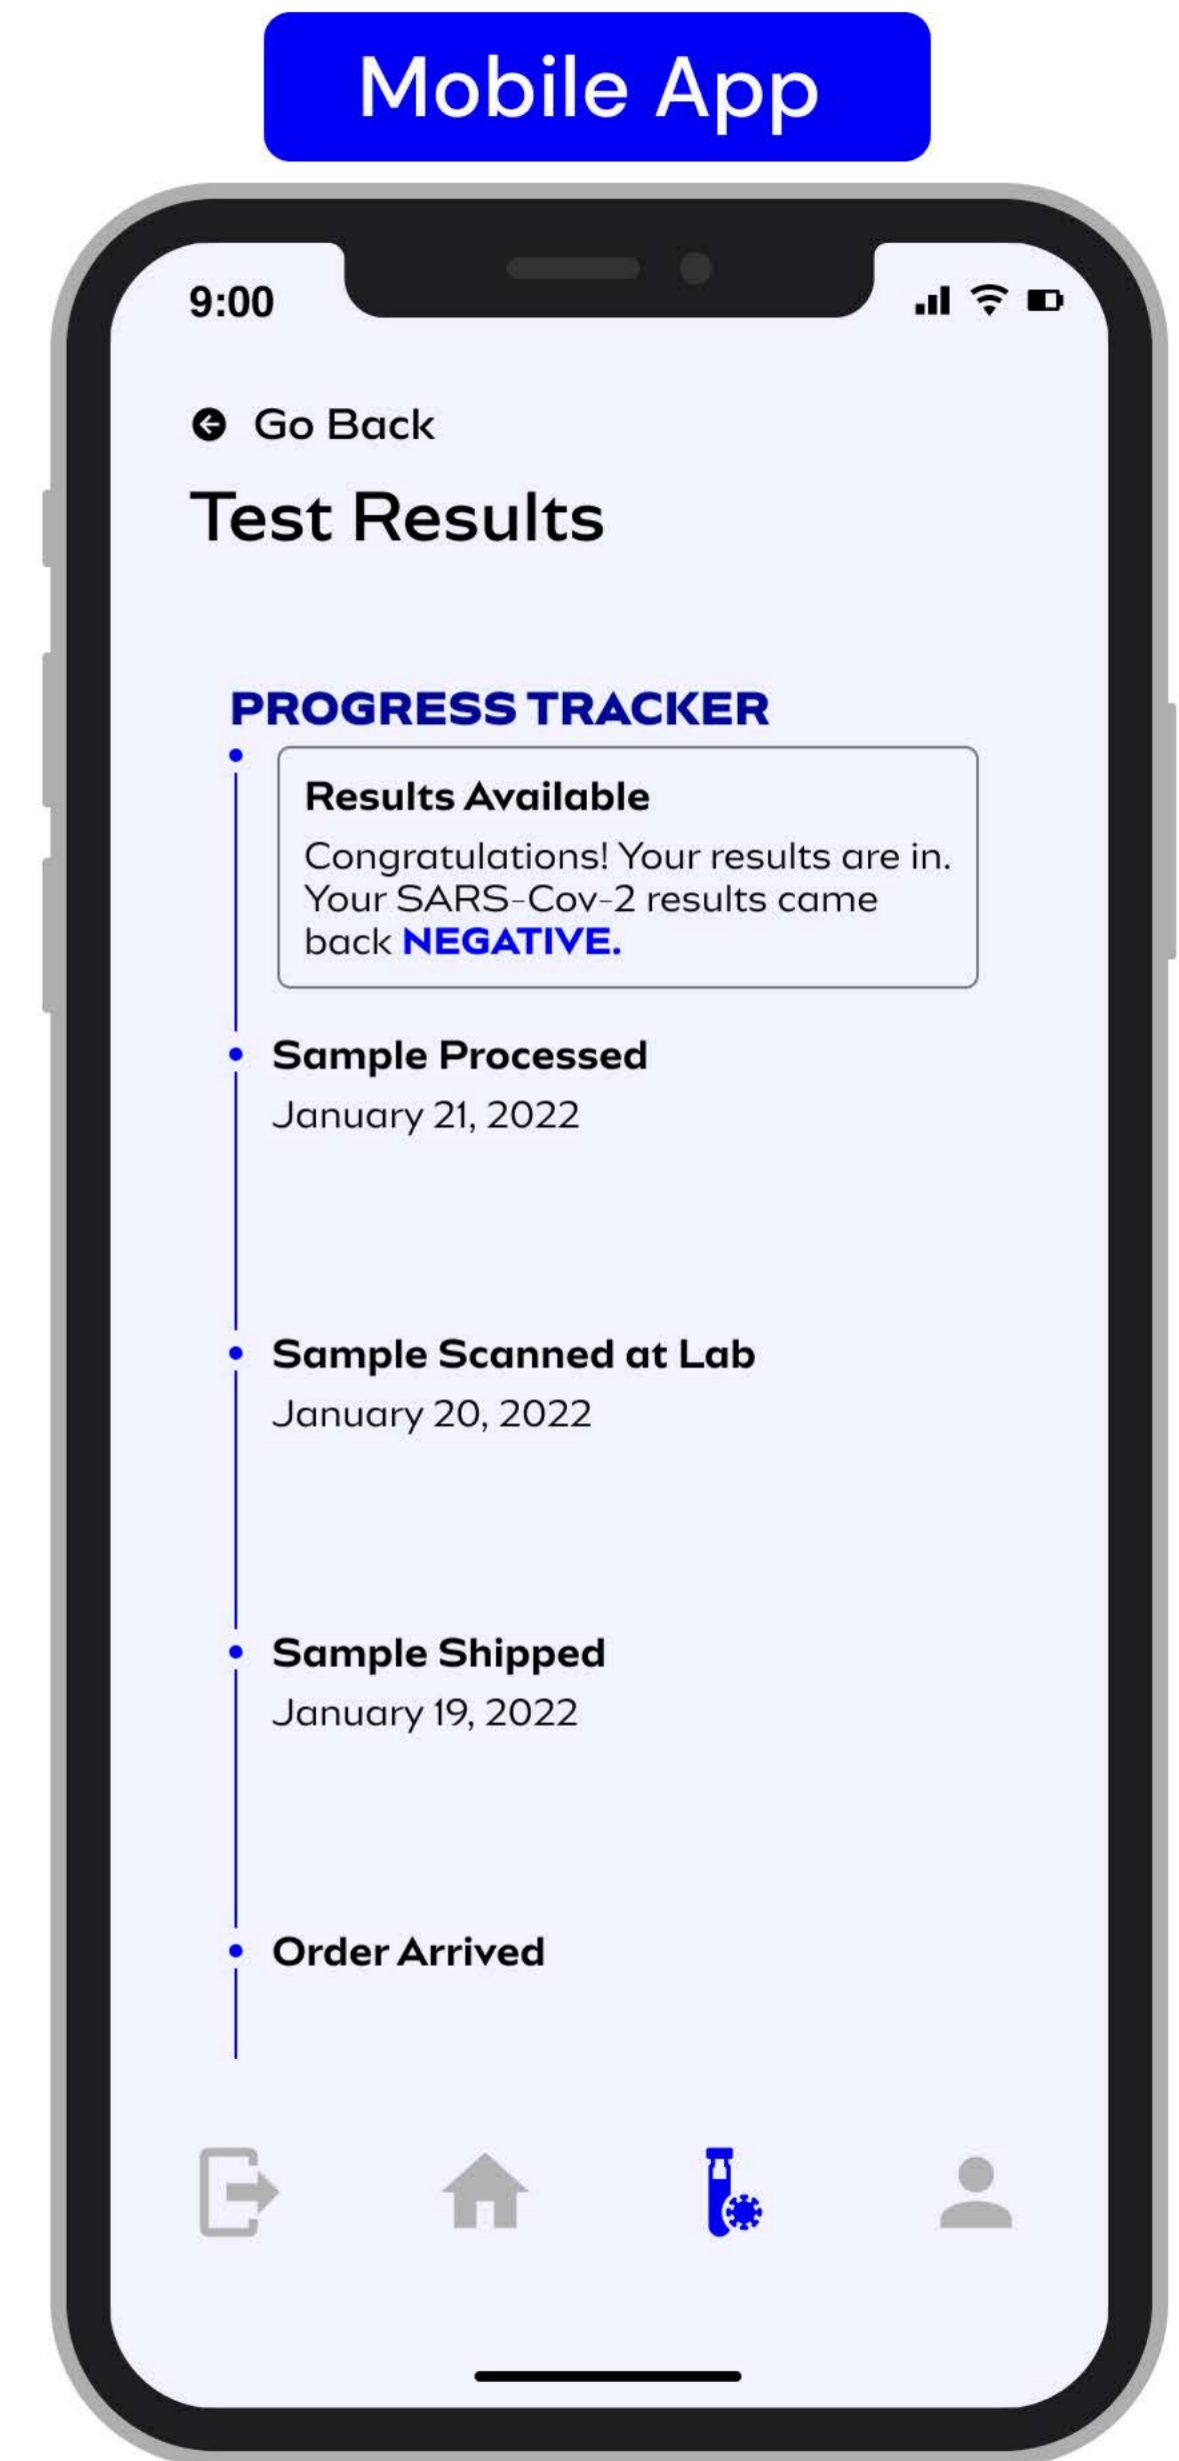 Mobile App
9:00
Go Back
Test Results
PROGRESS TRACKER
Results Available
Congratulations! Your results are in.
Your SARS-Cov-2 results came
back NEGATIVE.
Sample Processed
January 21, 2022
Sample Scanned at Lab
January 20, 2022
Sample Shipped
January 19, 2022
Order Arrived